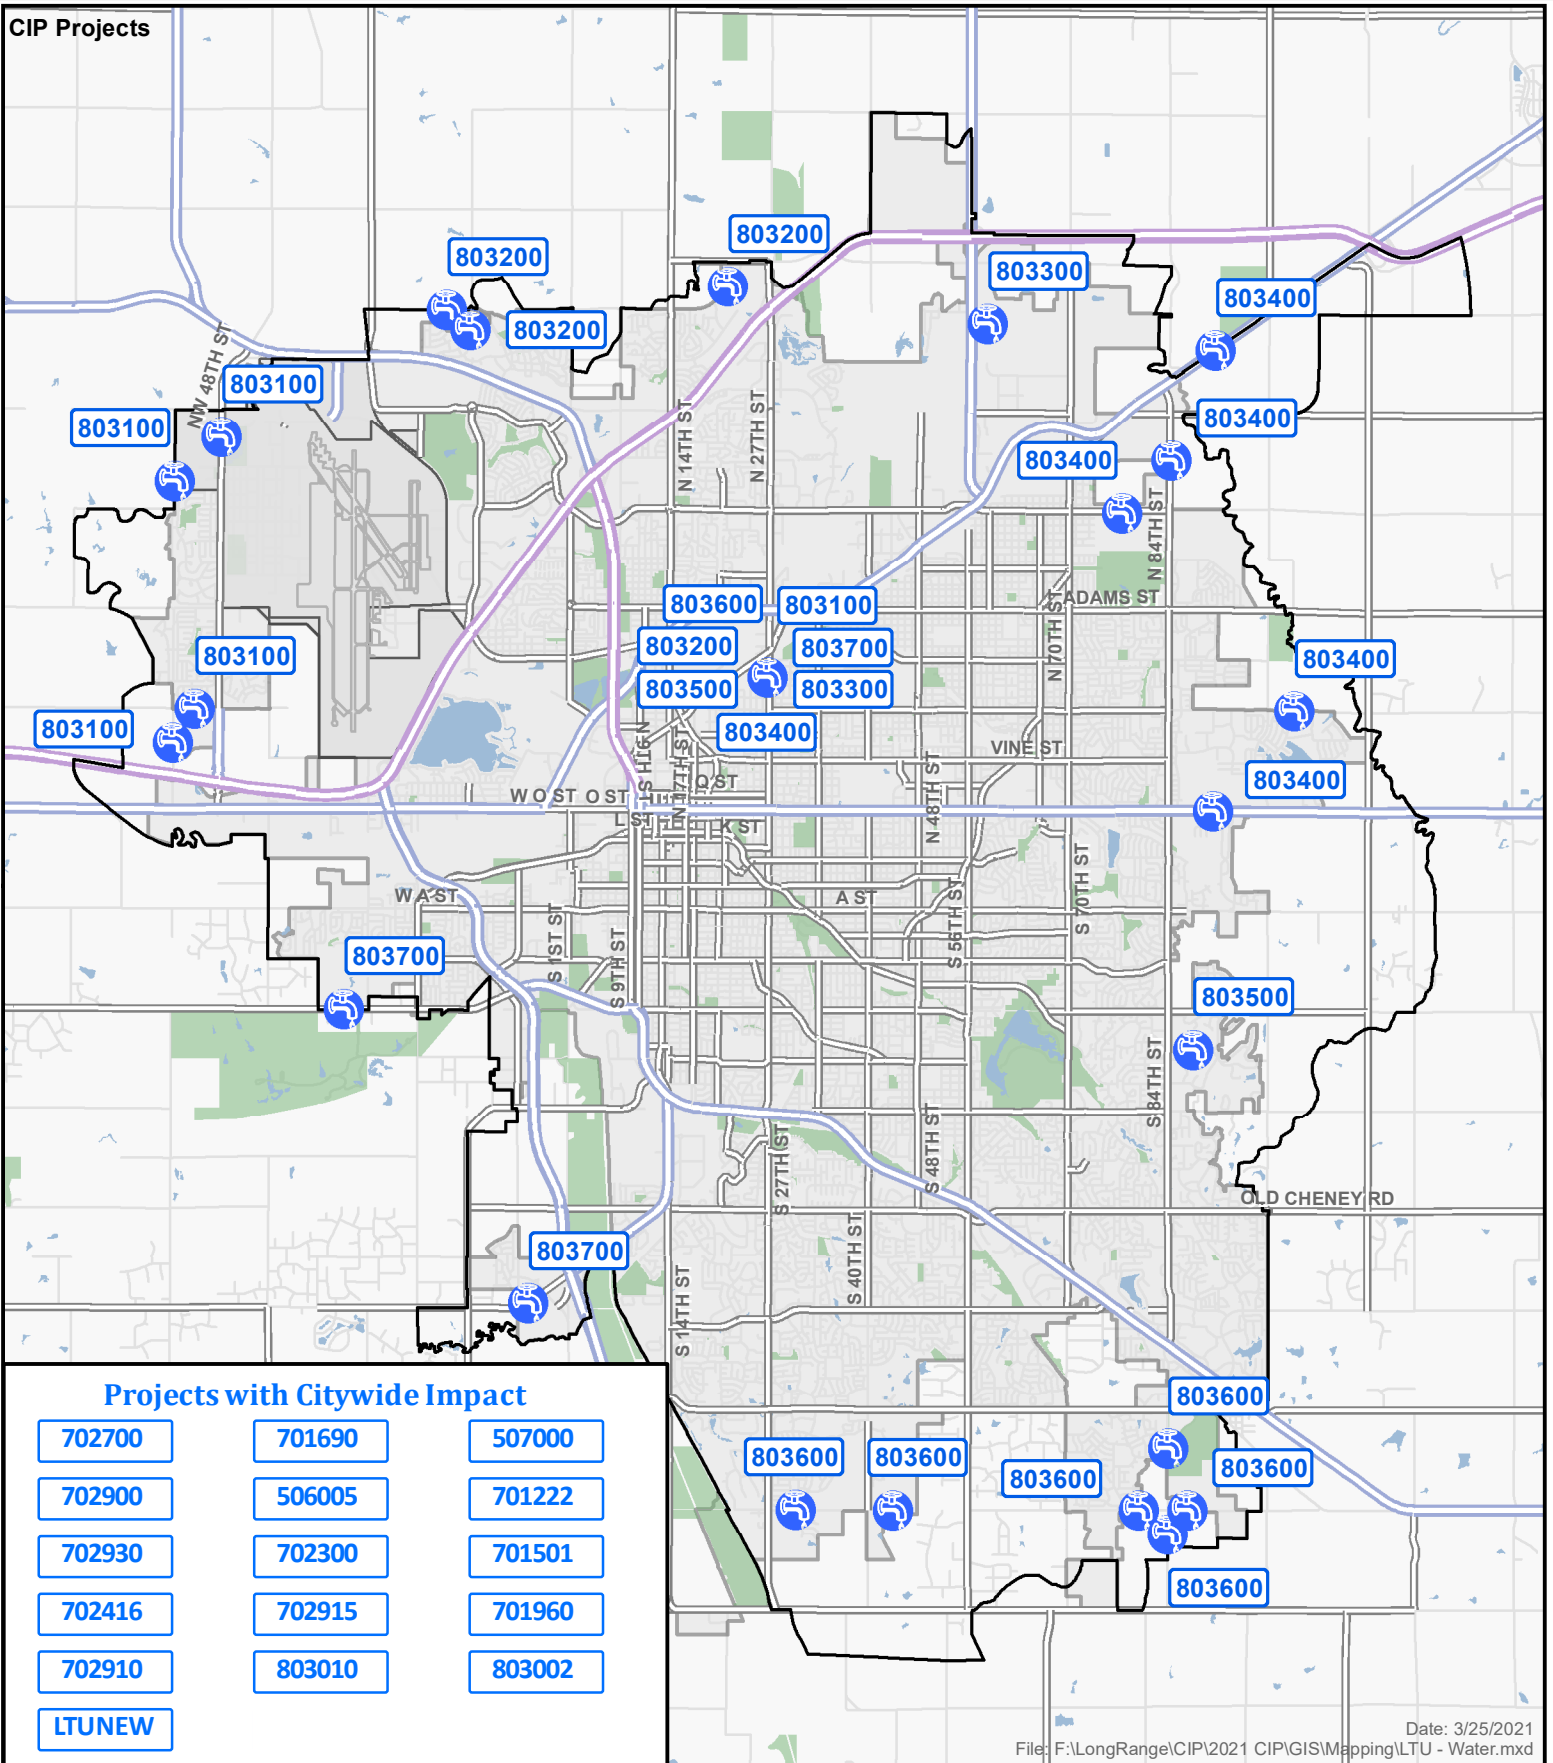 CIP Projects
803200
803200
803300
803200
803400
NW 48TH ST
803100
803100
N 14TH ST
N 27TH ST
803400
803400
N 84TH ST
803600
803100
ADAMS ST
N 70TH ST
803200
803700
803100
803400
803500
803300
803100
803400
N 9TH ST
N 17TH ST
VINE ST
N 48TH ST
803400
Q ST
W O ST
O ST
L ST
K ST
W A ST
A ST
S 70TH ST
S 56TH ST
S 1ST ST
S 9TH ST
803700
803500
S 84TH ST
S 48TH ST
S 27TH ST
OLD CHENEY RD
803700
S 40TH ST
S 14TH ST
803600
803600
803600
803600
803600
803600
Projects with Citywide Impact
702700 701690 507000
702900 506005 701222
702930 702300 701501
702416 702915 701960
702910 803010 803002
LTUNEW
Date: 3/25/2021
File: F:\LongRange\CIP\2021 CIP\GIS\Mapping\LTU - Water.mxd